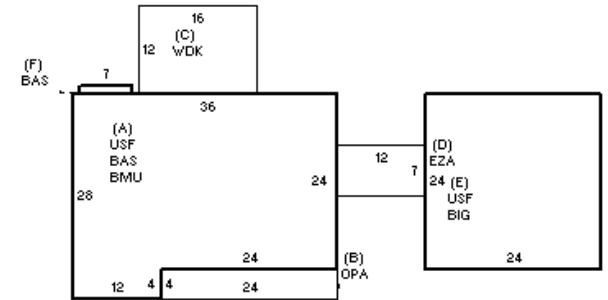 16
(C)
12 WDK
(F)
BAS
7
36
(A)
USF
BAS
BMU
(D)
12 EZA
7
24 24 (E)
USF
BIG
28
24 (B)
OPA
24
12 4 4 24